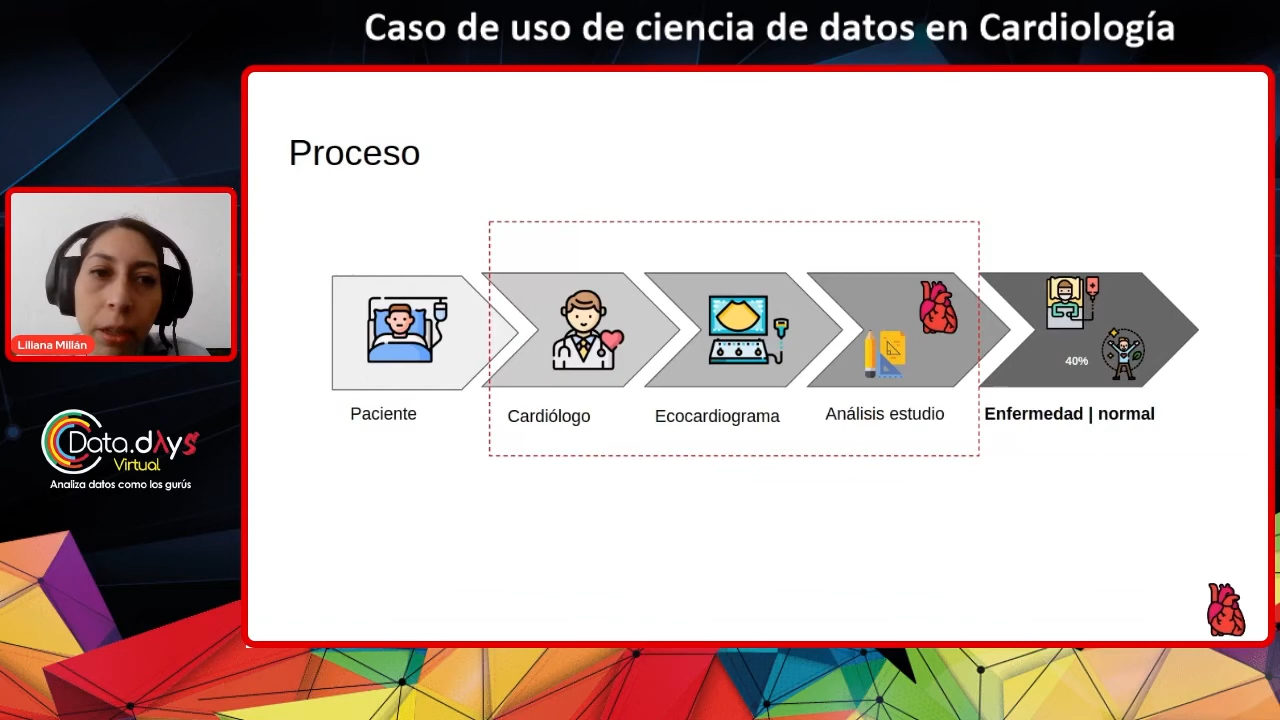 Caso de uso de ciencia de datos en Cardiología
Proceso
40%
Paciente
Cardiólogo
Ecocardiograma
Análisis estudio
Enfermedad | normal
Liliana Millán
Data.dAys
Virtual
Analiza datos como los gurús